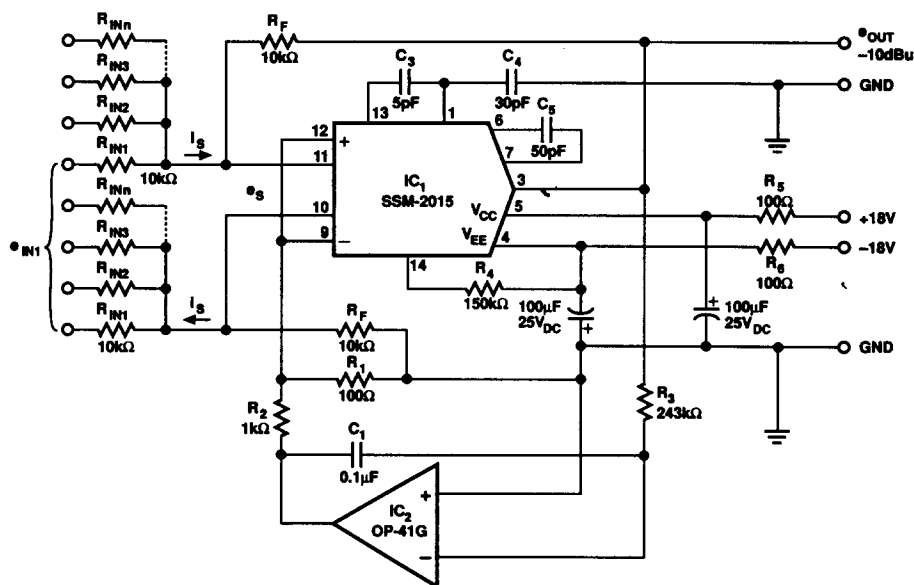 R_INn
R_IN3
R_IN2
R_IN1
10kΩ
I_S
R_INn
R_IN3
R_IN2
R_IN1
10kΩ
e_IN1
i_S
e_S
R_F
10kΩ
C_3
5pF
C_4
30pF
C_5
50pF
13
1
6
7
12
11
10
9
14
3
5
4
+
−
IC_1
SSM-2015
V_CC
V_EE
e_OUT
−10dBu
GND
R_5
100Ω
+18V
−18V
R_6
100Ω
R_4
150kΩ
100µF
25V_DC
+
100µF
25V_DC
+
GND
R_F
10kΩ
R_1
100Ω
R_2
1kΩ
C_1
0.1µF
R_3
243kΩ
IC_2
OP-41G
+
−